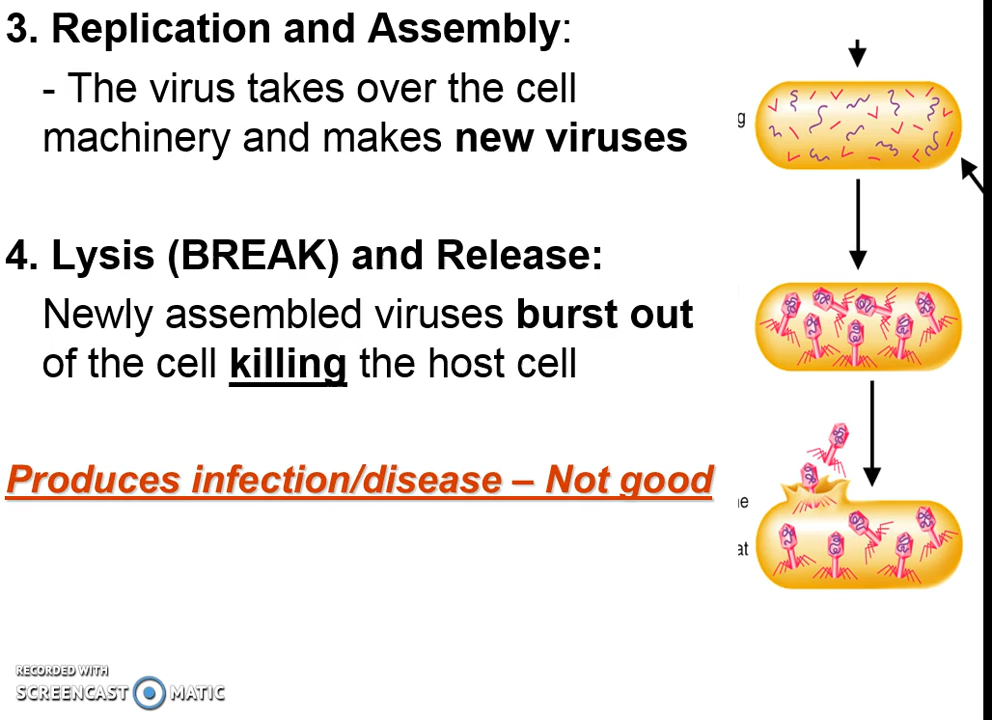 3. Replication and Assembly:
- The virus takes over the cell
machinery and makes new viruses
g
4. Lysis (BREAK) and Release:
Newly assembled viruses burst out
of the cell killing the host cell
Produces infection/disease – Not good
at
RECORDED WITH
SCREENCAST MATIC